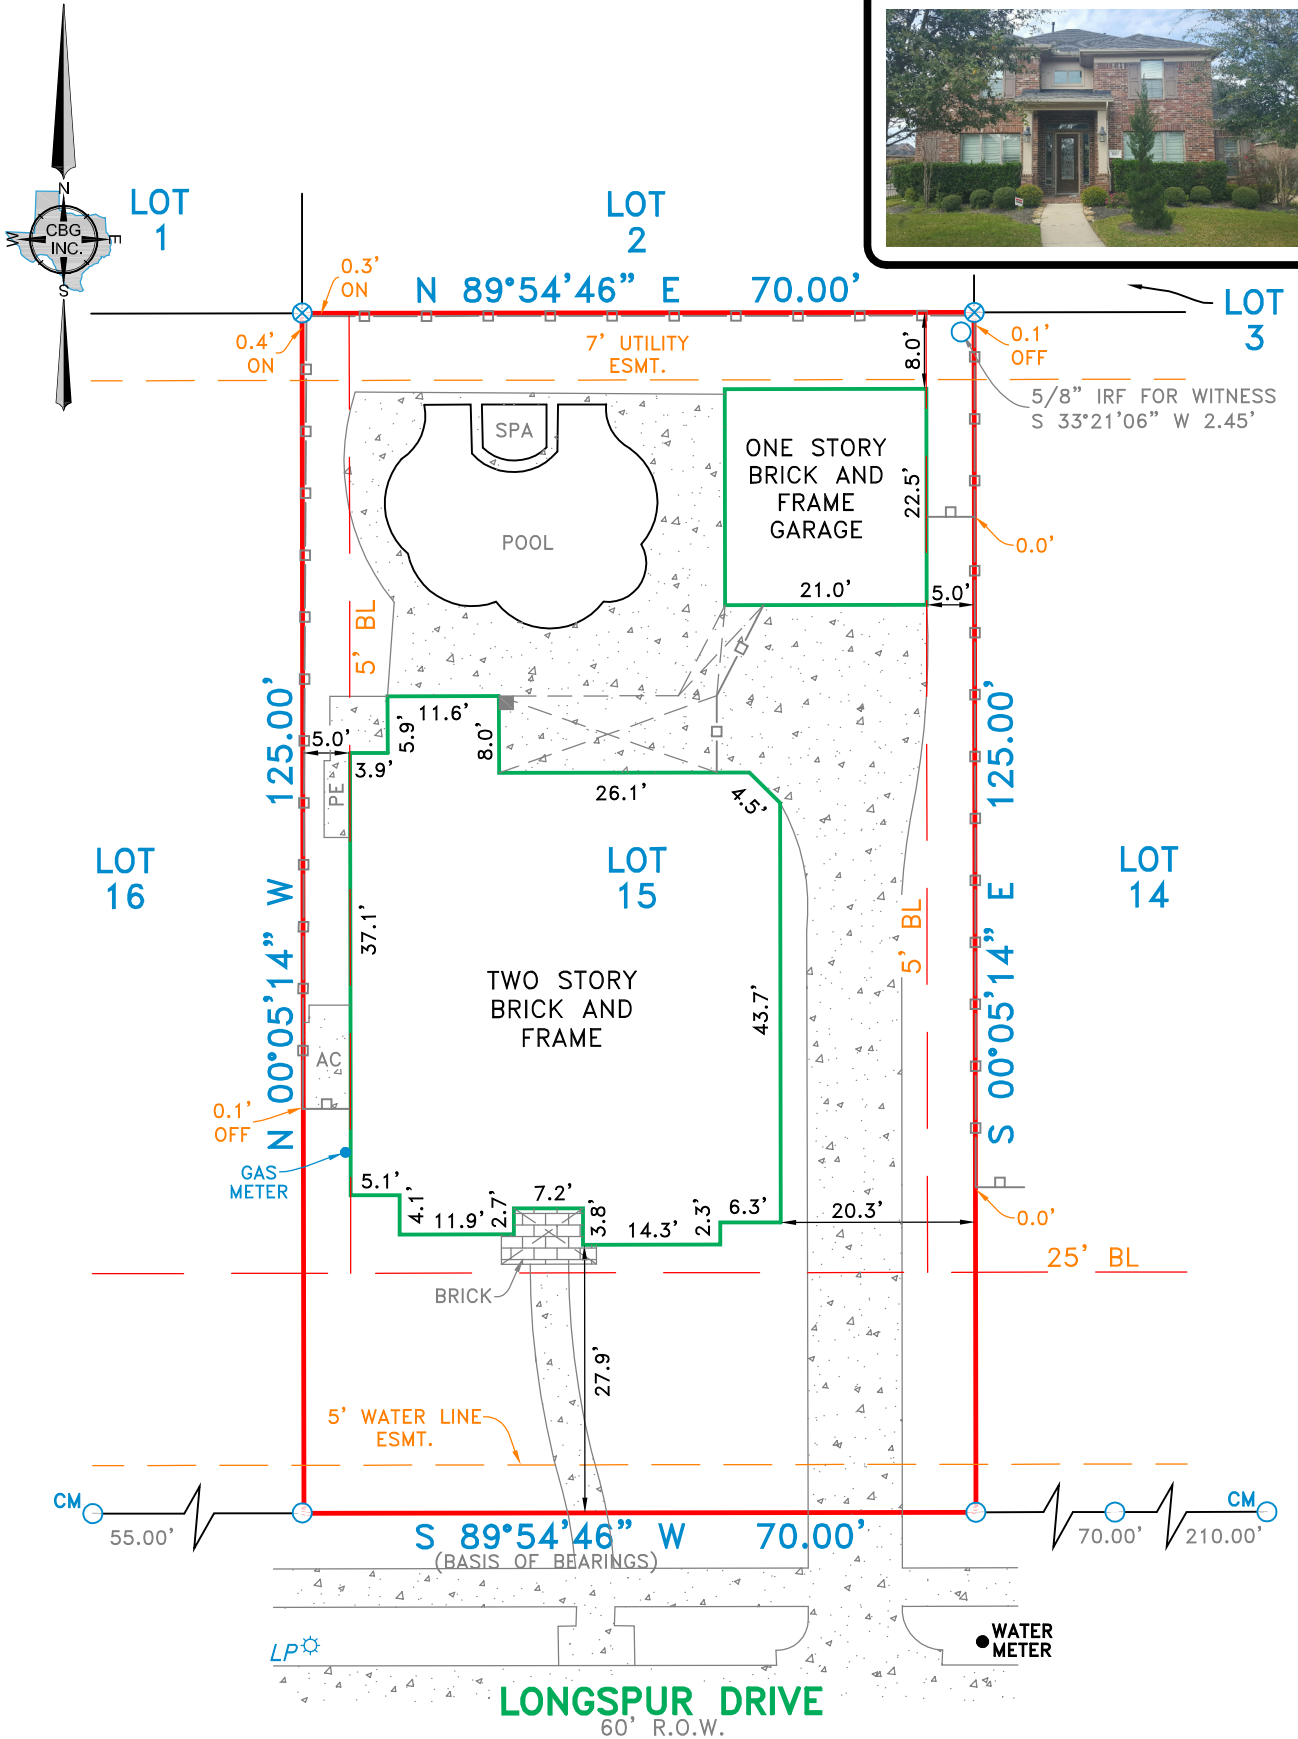 N
CBG
INC.
W
E
S
LOT
1
LOT
2
LOT
3
0.3'
ON
N 89°54'46" E 70.00'
0.4'
ON
7' UTILITY
ESMT.
8.0'
0.1'
OFF
5/8" IRF FOR WITNESS
S 33°21'06" W 2.45'
SPA
POOL
ONE STORY
BRICK AND
FRAME
GARAGE
22.5'
21.0'
5.0'
0.0'
5' BL
N 00°05'14" W 125.00'
S 00°05'14" E 125.00'
11.6'
5.9'
8.0'
5.0'
3.9'
26.1'
4.5'
PE
LOT
16
LOT
15
LOT
14
37.1'
5' BL
TWO STORY
BRICK AND
FRAME
43.7'
AC
0.1'
OFF
GAS
METER
5.1'
4.1'
11.9'
2.7'
7.2'
3.8'
14.3'
2.3'
6.3'
20.3'
0.0'
25' BL
BRICK
27.9'
5' WATER LINE
ESMT.
CM
55.00'
S 89°54'46" W 70.00'
(BASIS OF BEARINGS)
70.00'
CM
210.00'
LP
WATER
METER
LONGSPUR DRIVE
60' R.O.W.